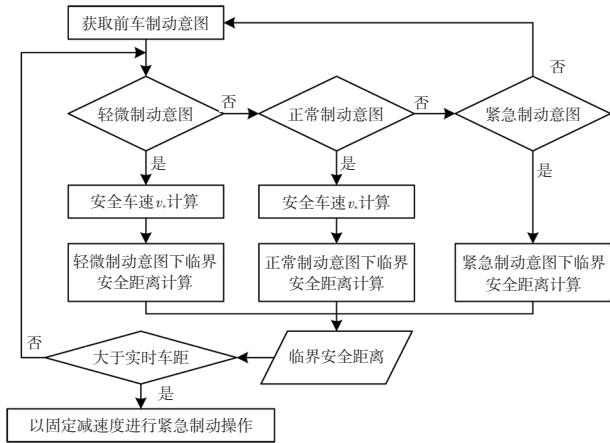 获取前车制动意图
否
否
轻微制动意图
否
正常制动意图
否
紧急制动意图
是
是
是
安全车速vs计算
安全车速vs计算
轻微制动意图下临界
安全距离计算
正常制动意图下临界
安全距离计算
紧急制动意图下临界
安全距离计算
大于实时车距
临界安全距离
是
以固定减速度进行紧急制动操作